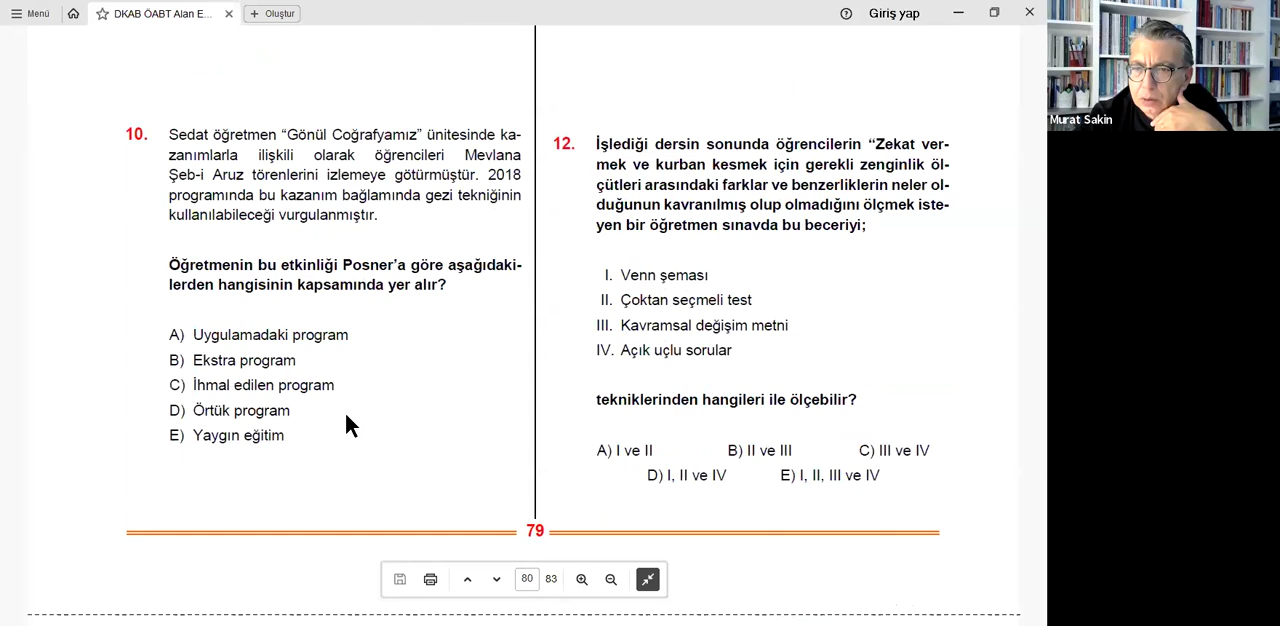 Menü
DKAB ÖABT Alan E...
Oluştur
Giriş yap
Murat Sakin
10. Sedat öğretmen “Gönül Coğrafyamız” ünitesinde ka-
zanımlarla ilişkili olarak öğrencileri Mevlana
Şeb-i Aruz törenlerini izlemeye götürmüştür. 2018
programında bu kazanım bağlamında gezi tekniğinin
kullanılabileceği vurgulanmıştır.
Öğretmenin bu etkinliği Posner’a göre aşağıdaki-
lerden hangisinin kapsamında yer alır?
A) Uygulamadaki program
B) Ekstra program
C) İhmal edilen program
D) Örtük program
E) Yaygın eğitim
12. İşlediği dersin sonunda öğrencilerin “Zekat ver-
mek ve kurban kesmek için gerekli zenginlik öl-
çütleri arasındaki farklar ve benzerliklerin neler ol-
duğunun kavranılmış olup olmadığını ölçmek iste-
yen bir öğretmen sınavda bu beceriyi;
I. Venn şeması
II. Çoktan seçmeli test
III. Kavramsal değişim metni
IV. Açık uçlu sorular
tekniklerinden hangileri ile ölçebilir?
A) I ve II B) II ve III C) III ve IV
D) I, II ve IV E) I, II, III ve IV
79
80 83